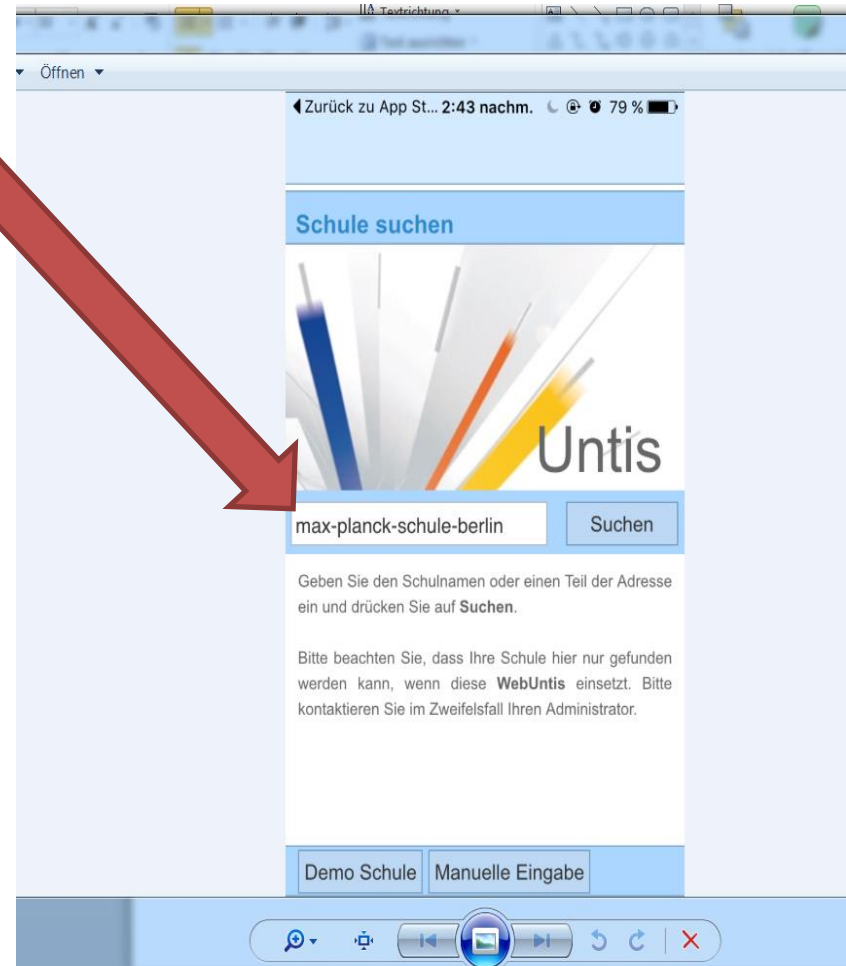 Textrichtung
Öffnen
Zurück zu App St... 2:43 nachm. 79 %
Schule suchen
Untis
max-planck-schule-berlin Suchen
Geben Sie den Schulnamen oder einen Teil der Adresse
ein und drücken Sie auf Suchen.
Bitte beachten Sie, dass Ihre Schule hier nur gefunden
werden kann, wenn diese WebUntis einsetzt. Bitte
kontaktieren Sie im Zweifelsfall Ihren Administrator.
Demo Schule Manuelle Eingabe